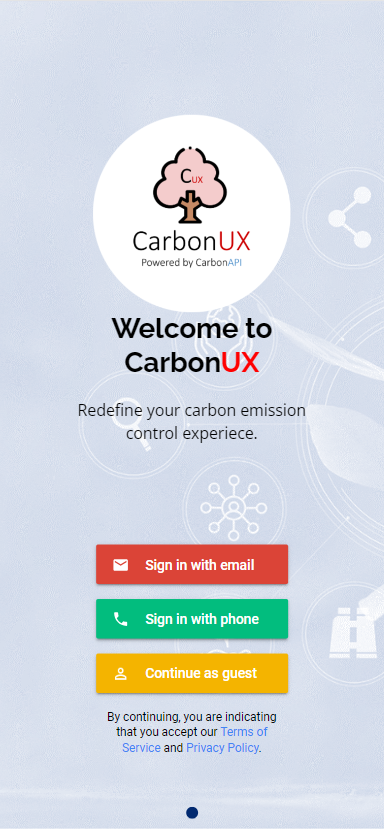 CUX
CarbonUX
Powered by CarbonAPI
Welcome to
CarbonUX
Redefine your carbon emission
control experiece.
Sign in with email
Sign in with phone
Continue as guest
By continuing, you are indicating
that you accept our Terms of
Service and Privacy Policy.